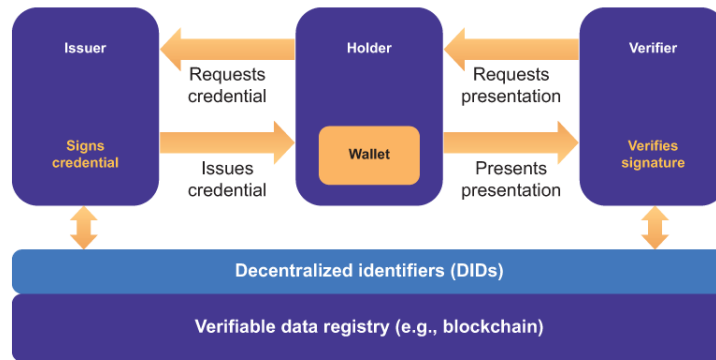 Issuer
Holder
Verifier
Requests
credential
Requests
presentation
Signs
credential
Issues
credential
Wallet
Presents
presentation
Verifies
signature
Decentralized identifiers (DIDs)
Verifiable data registry (e.g., blockchain)